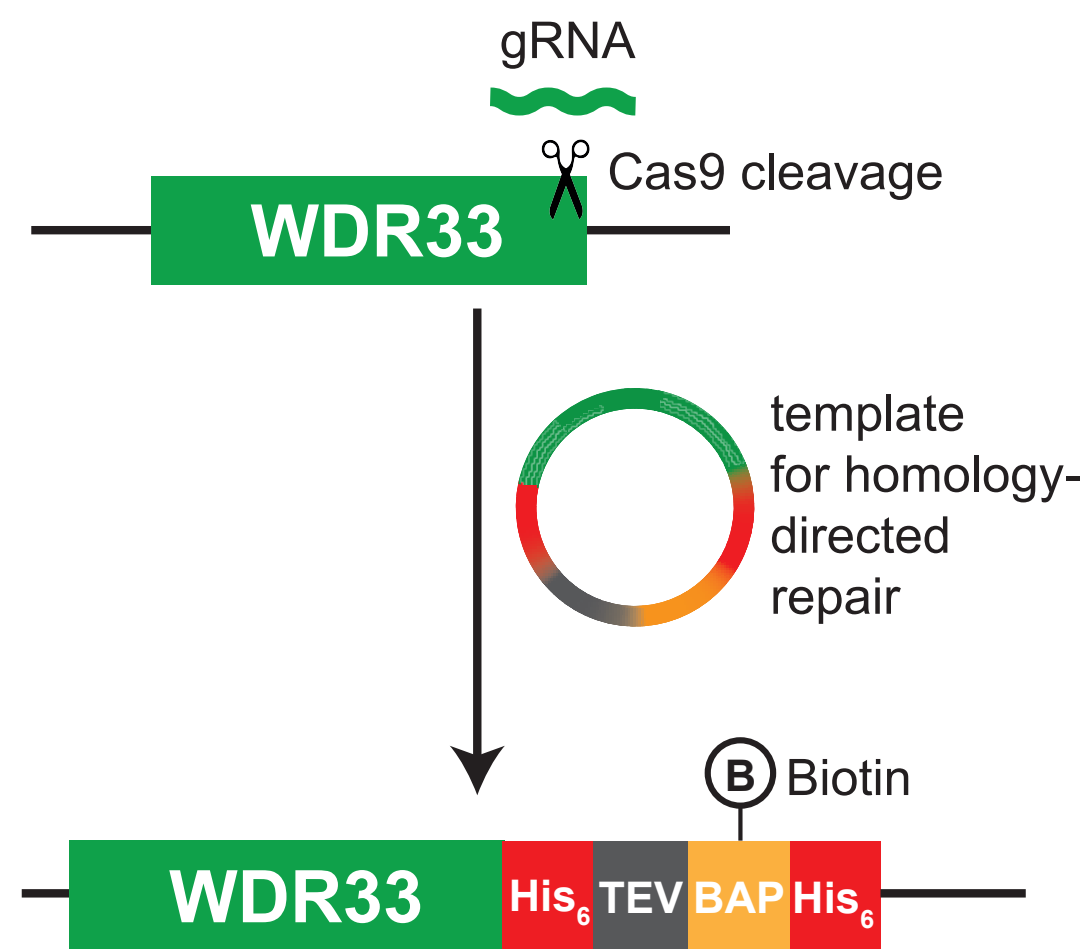 gRNA
Cas9 cleavage
WDR33
template
for homology-
directed
repair
B Biotin
WDR33 His6 TEV BAP His6